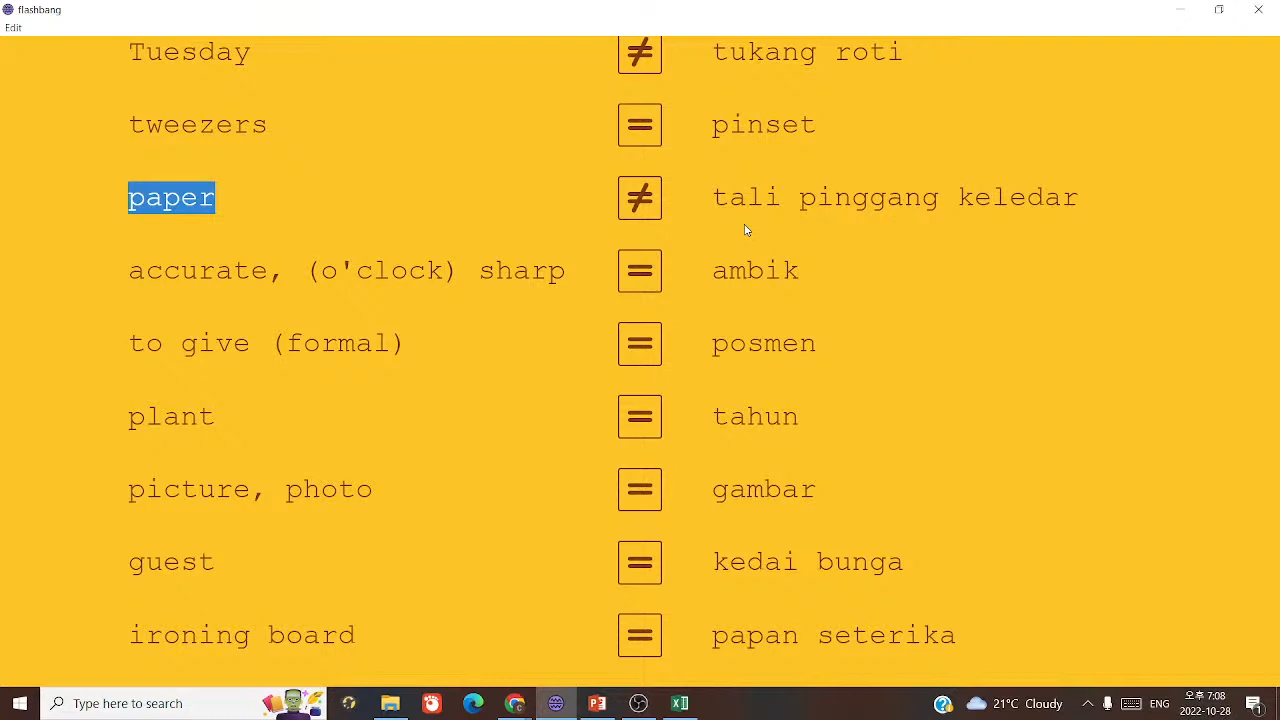 flashbang
Edit
Tuesday ≠ tukang roti
tweezers = pinset
paper ≠ tali pinggang keledar
accurate, (o'clock) sharp = ambik
to give (formal) = posmen
plant = tahun
picture, photo = gambar
guest = kedai bunga
ironing board = papan seterika
Type here to search
21°C Cloudy
ENG
오후 7:08
2022-10-28
1